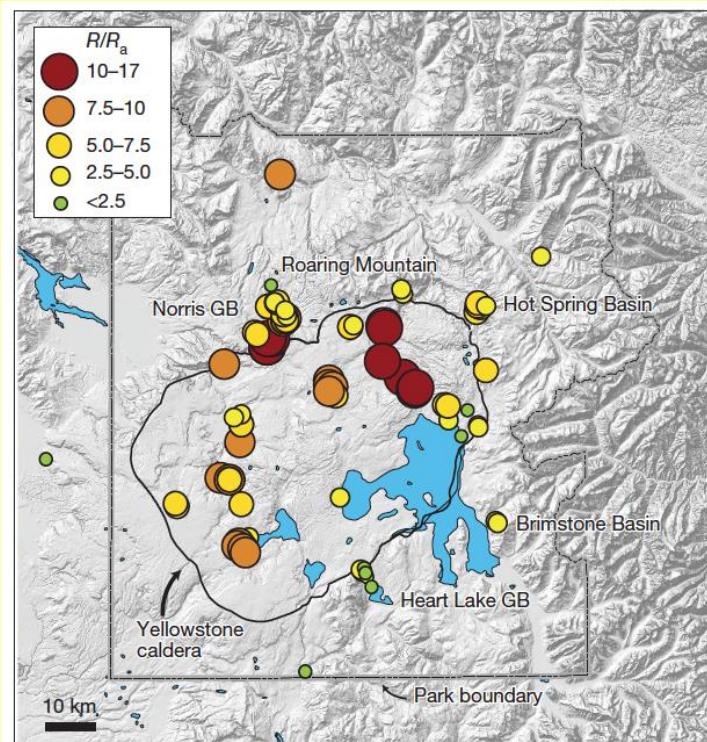 R/Ra
10–17
7.5–10
5.0–7.5
2.5–5.0
<2.5
Roaring Mountain
Norris GB
Hot Spring Basin
Brimstone Basin
Heart Lake GB
Yellowstone
caldera
Park boundary
10 km